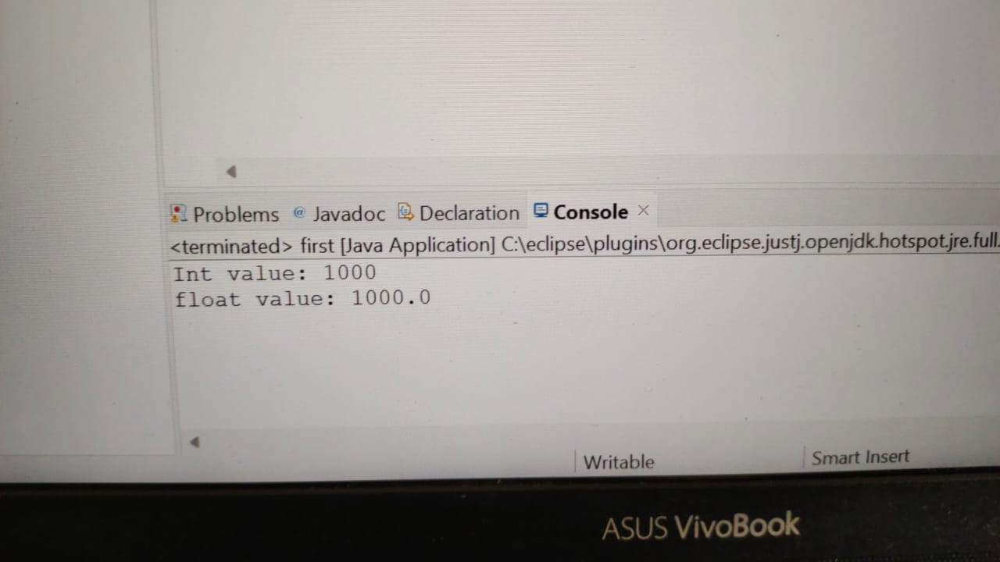 Problems @ Javadoc Declaration Console
<terminated> first [Java Application] C:\eclipse\plugins\org.eclipse.justj.openjdk.hotspot.jre.full.
Int value: 1000
float value: 1000.0
Writable Smart Insert
ASUS VivoBook